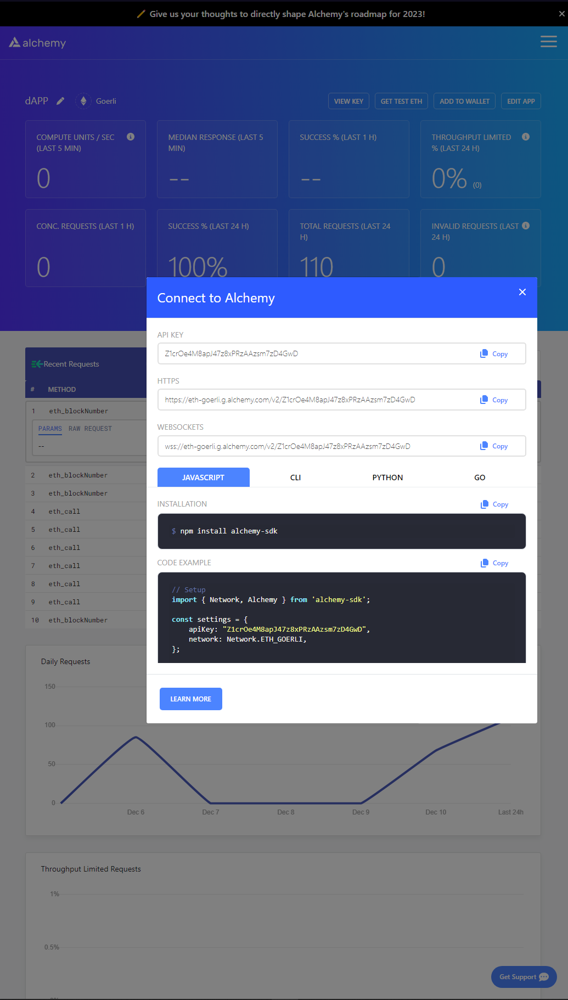 Give us your thoughts to directly shape Alchemy's roadmap for 2023!
alchemy
dAPP
Goerli
VIEW KEY
GET TEST ETH
ADD TO WALLET
EDIT APP
COMPUTE UNITS / SEC
(LAST 5 MIN)
0
MEDIAN RESPONSE (LAST 5
MIN)
--
SUCCESS % (LAST 1 H)
--
THROUGHPUT LIMITED
% (LAST 24 H)
0% (0)
CONC. REQUESTS (LAST 1 H)
0
SUCCESS % (LAST 24 H)
100%
TOTAL REQUESTS (LAST 24
H)
110
INVALID REQUESTS (LAST
24 H)
0
Connect to Alchemy
API KEY
Z1crOe4M8apJ47z8xPRzAAzsm7zD4GwD
Copy
HTTPS
https://eth-goerli.g.alchemy.com/v2/Z1crOe4M8apJ47z8xPRzAAzsm7zD4GwD
Copy
WEBSOCKETS
wss://eth-goerli.g.alchemy.com/v2/Z1crOe4M8apJ47z8xPRzAAzsm7zD4GwD
Copy
JAVASCRIPT
CLI
PYTHON
GO
INSTALLATION
Copy
$ npm install alchemy-sdk
CODE EXAMPLE
Copy
// Setup
import { Network, Alchemy } from 'alchemy-sdk';
const settings = {
apiKey: "Z1crOe4M8apJ47z8xPRzAAzsm7zD4GwD",
network: Network.ETH_GOERLI,
};
LEARN MORE
Recent Requests
# METHOD
1 eth_blockNumber
PARAMS RAW REQUEST
--
2 eth_blockNumber
3 eth_blockNumber
4 eth_call
5 eth_call
6 eth_call
7 eth_call
8 eth_call
9 eth_call
10 eth_blockNumber
Daily Requests
150
100
50
0
Dec 6
Dec 7
Dec 8
Dec 9
Dec 10
Last 24h
Throughput Limited Requests
1%
0.5%
Get Support